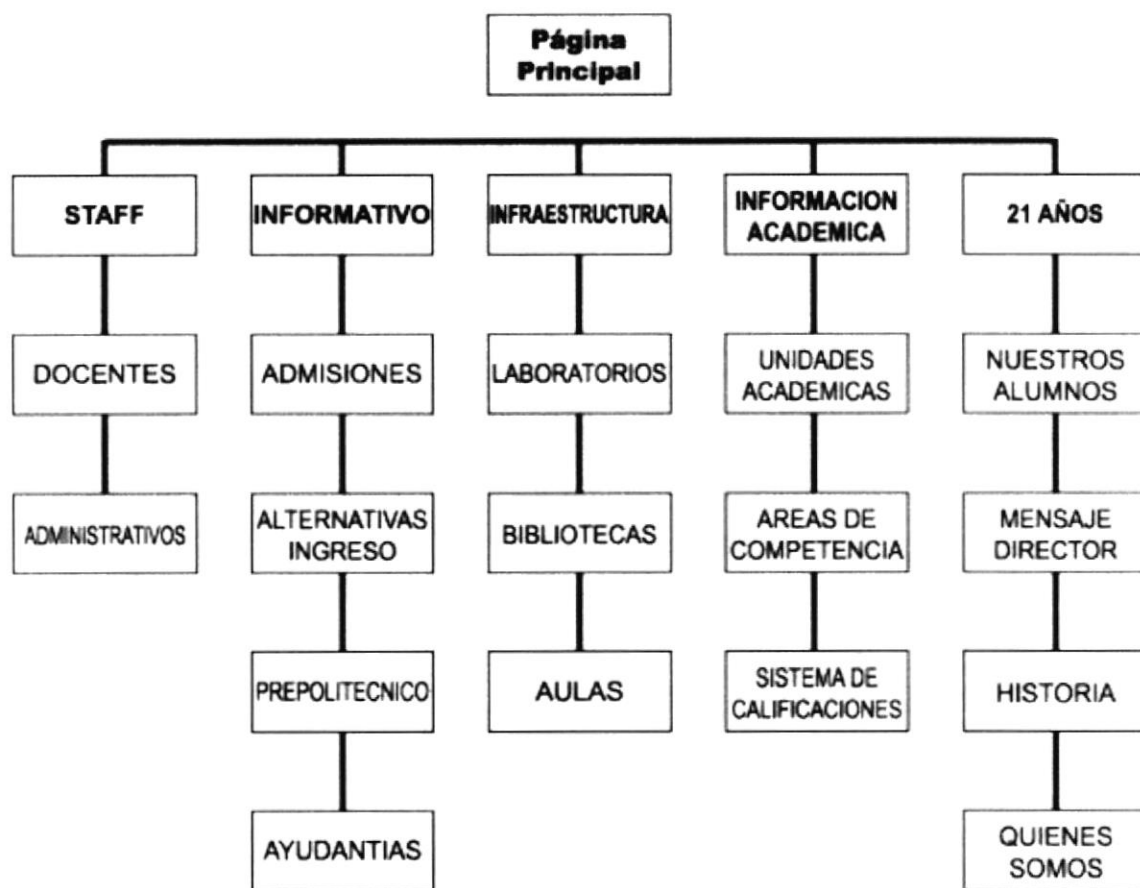 Página
Principal
STAFF
INFORMATIVO
INFRAESTRUCTURA
INFORMACION
ACADEMICA
21 AÑOS
DOCENTES
ADMISIONES
LABORATORIOS
UNIDADES
ACADEMICAS
NUESTROS
ALUMNOS
ADMINISTRATIVOS
ALTERNATIVAS
INGRESO
BIBLIOTECAS
AREAS DE
COMPETENCIA
MENSAJE
DIRECTOR
PREPOLITECNICO
AULAS
SISTEMA DE
CALIFICACIONES
HISTORIA
AYUDANTIAS
QUIENES
SOMOS